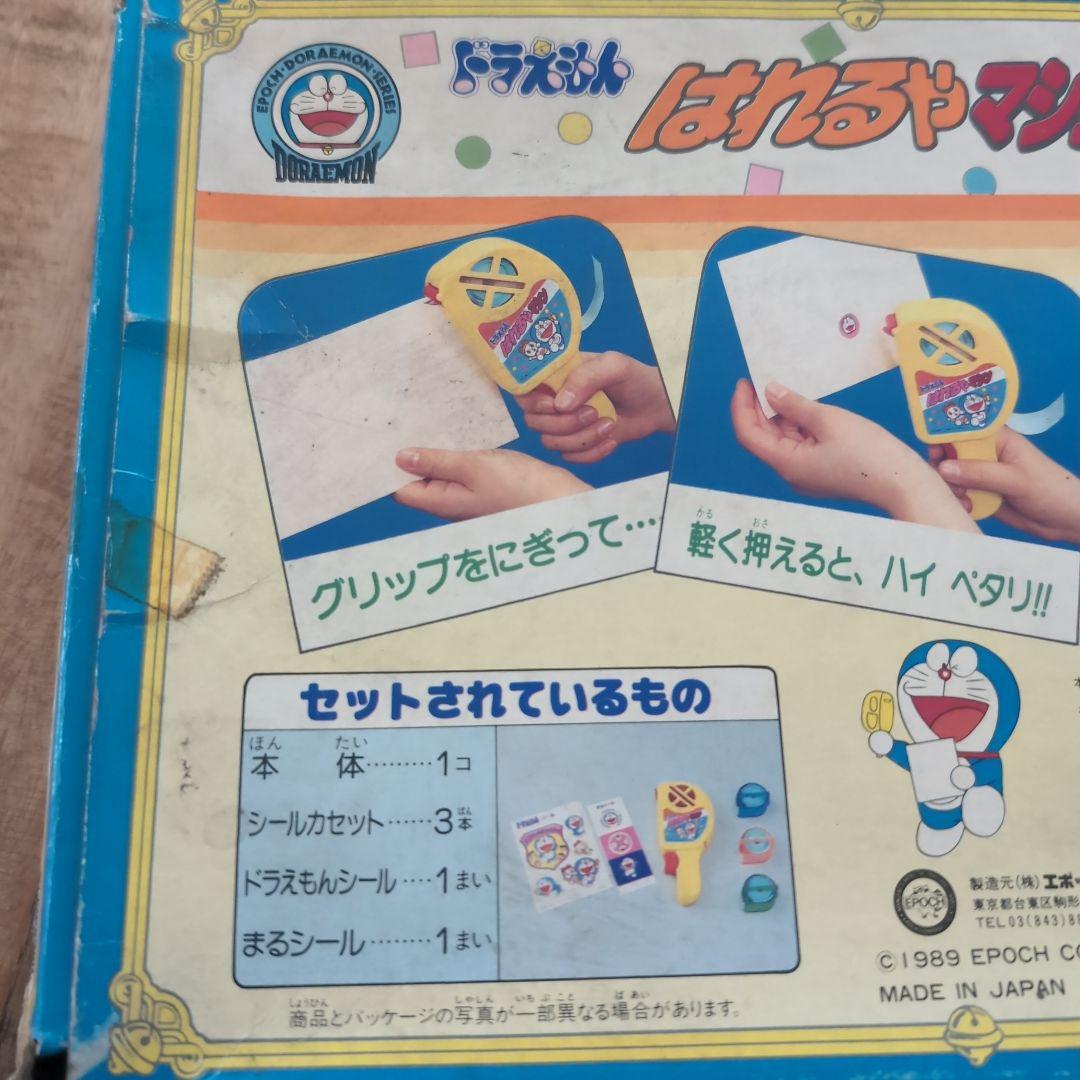 EPOCH・DORAEMON・SERIES
DORAEMON
ドラえもん
はれるやマシ
グリップをにぎって…
軽く押えると、ハイ ペタリ!!
かる
おさ
セットされているもの
ほん たい
本 体………1コ
シールカセット……3本
ぼん
ドラえもんシール……1まい
まるシール………1まい
しょうひん しゃしん いちぶこと ばあい
商品とパッケージの写真が一部異なる場合があります。
EPOCH
製造元(株)エポッ
東京都台東区駒形
TEL 03(843)88
©1989 EPOCH CO
MADE IN JAPAN